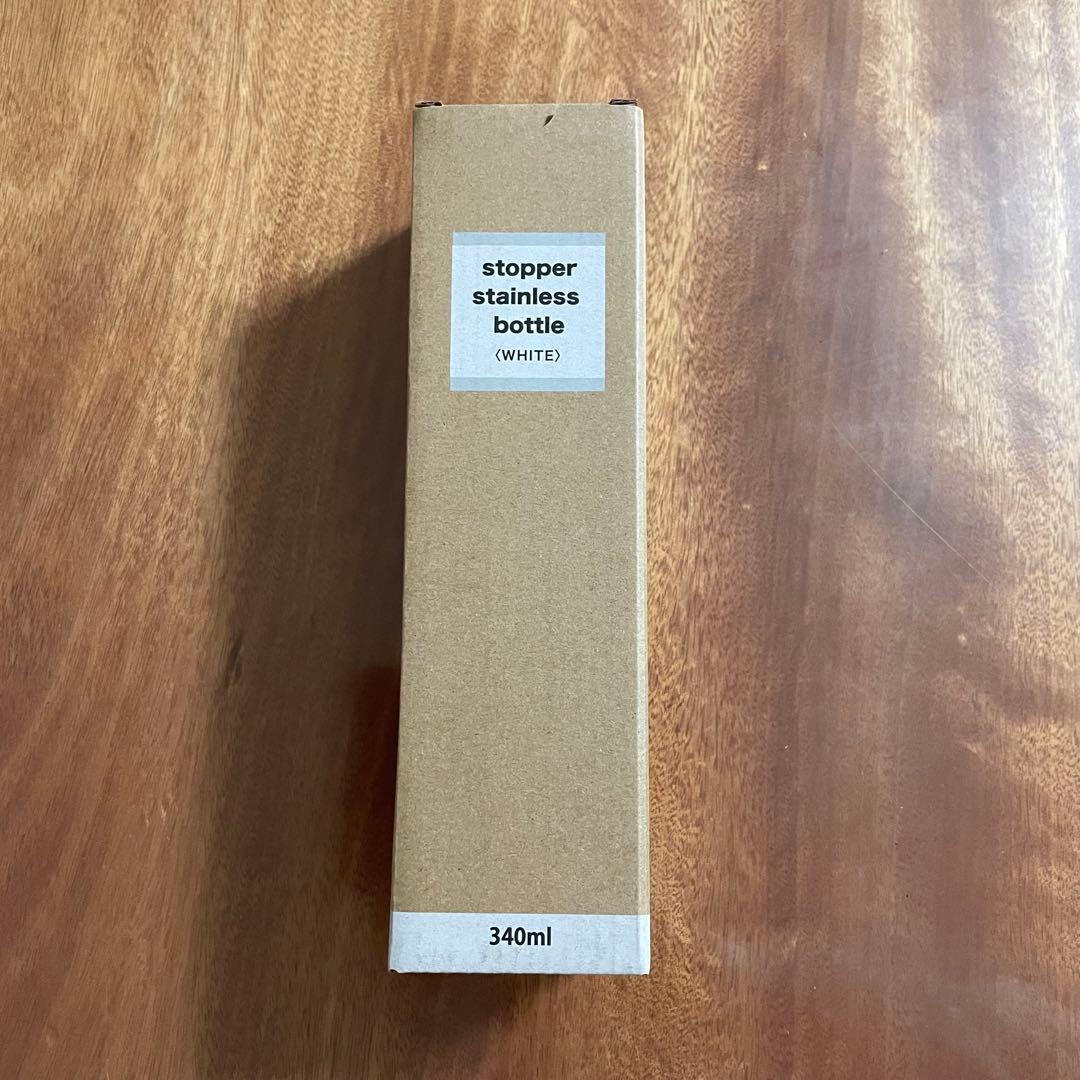 stopper
stainless
bottle
〈WHITE〉
340ml